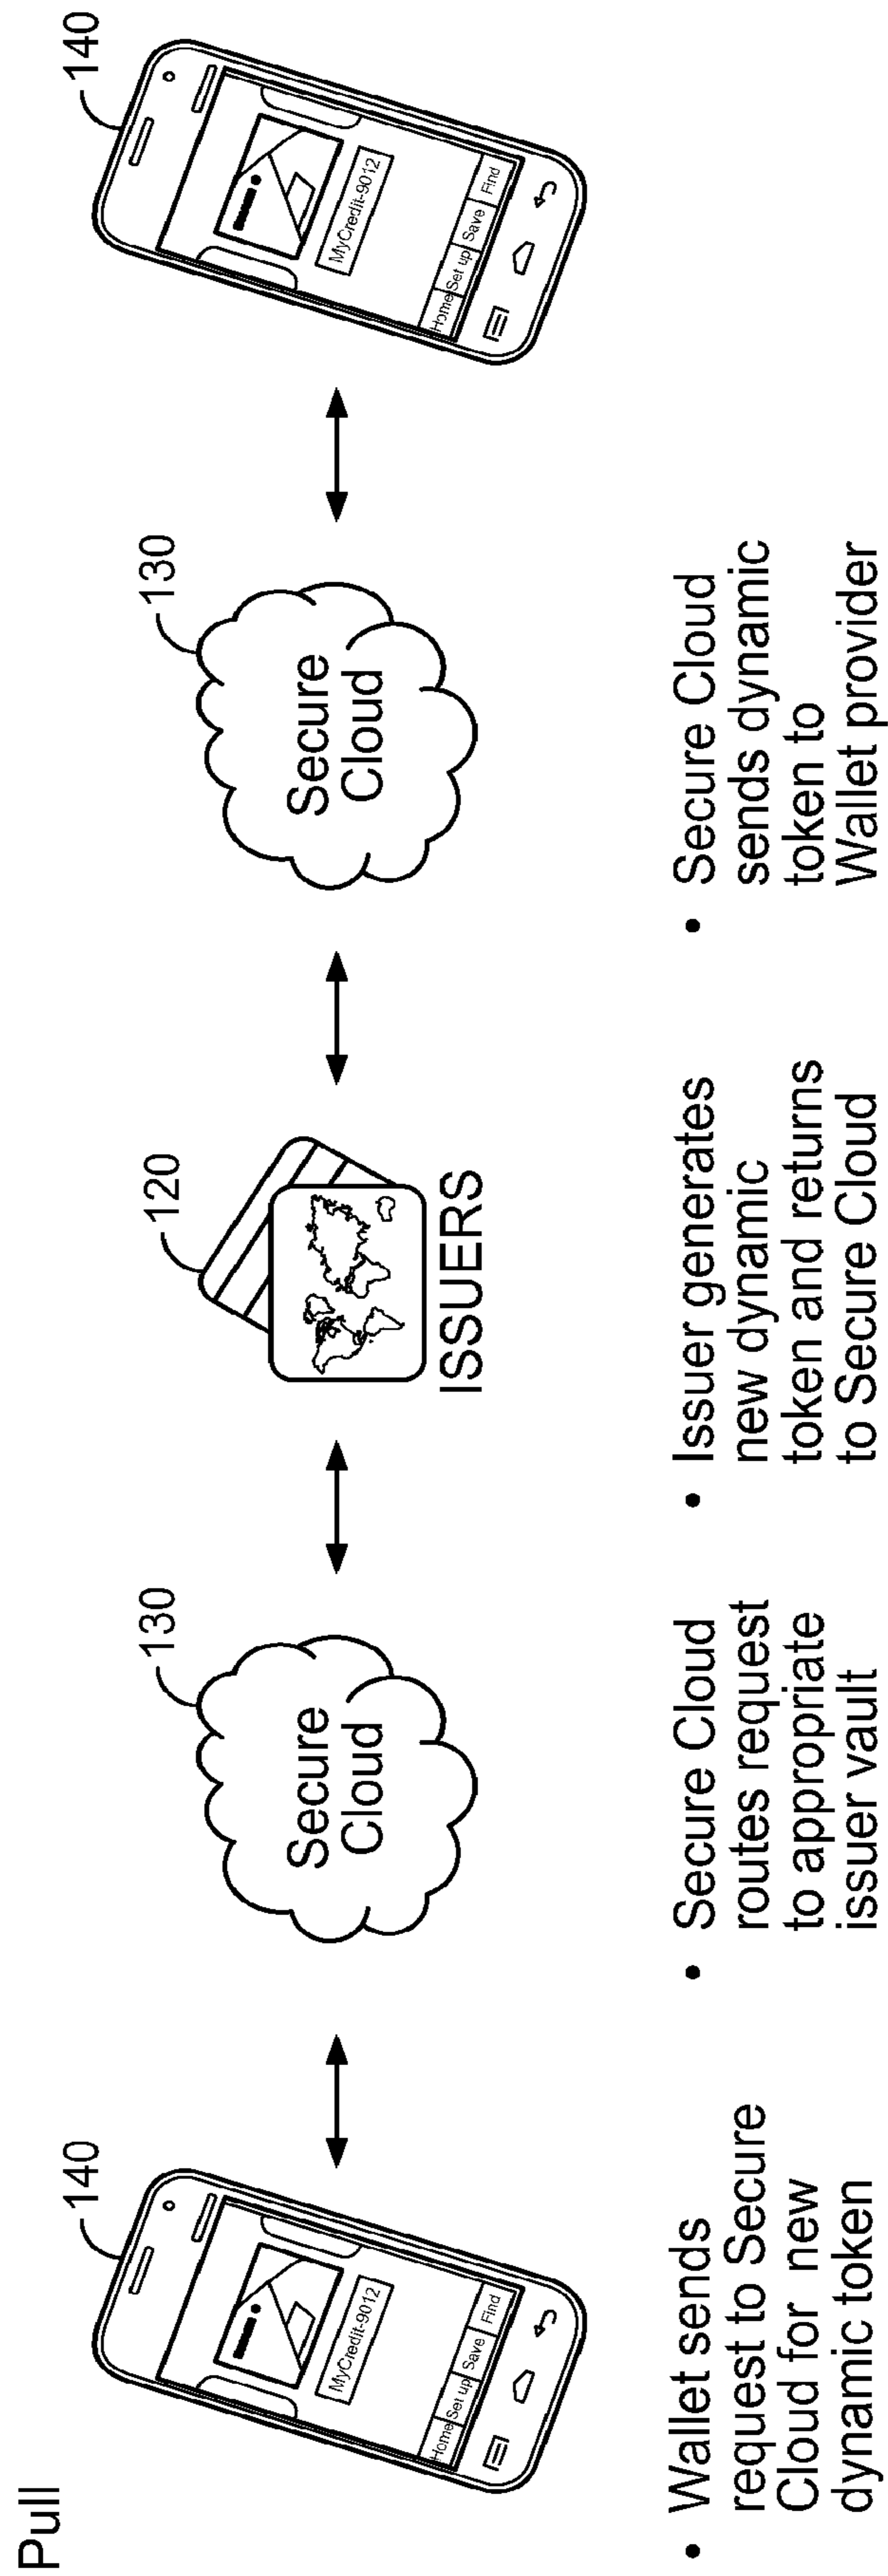 Pull
140
130
120
130
140
MyCredit-9012
Home
Set up
Save
Find
Secure
Cloud
ISSUERS
Secure
Cloud
MyCredit-9012
Home
Set up
Save
Find
• Wallet sends
request to Secure
Cloud for new
dynamic token
• Secure Cloud
routes request
to appropriate
issuer vault
• Issuer generates
new dynamic
token and returns
to Secure Cloud
• Secure Cloud
sends dynamic
token to
Wallet provider